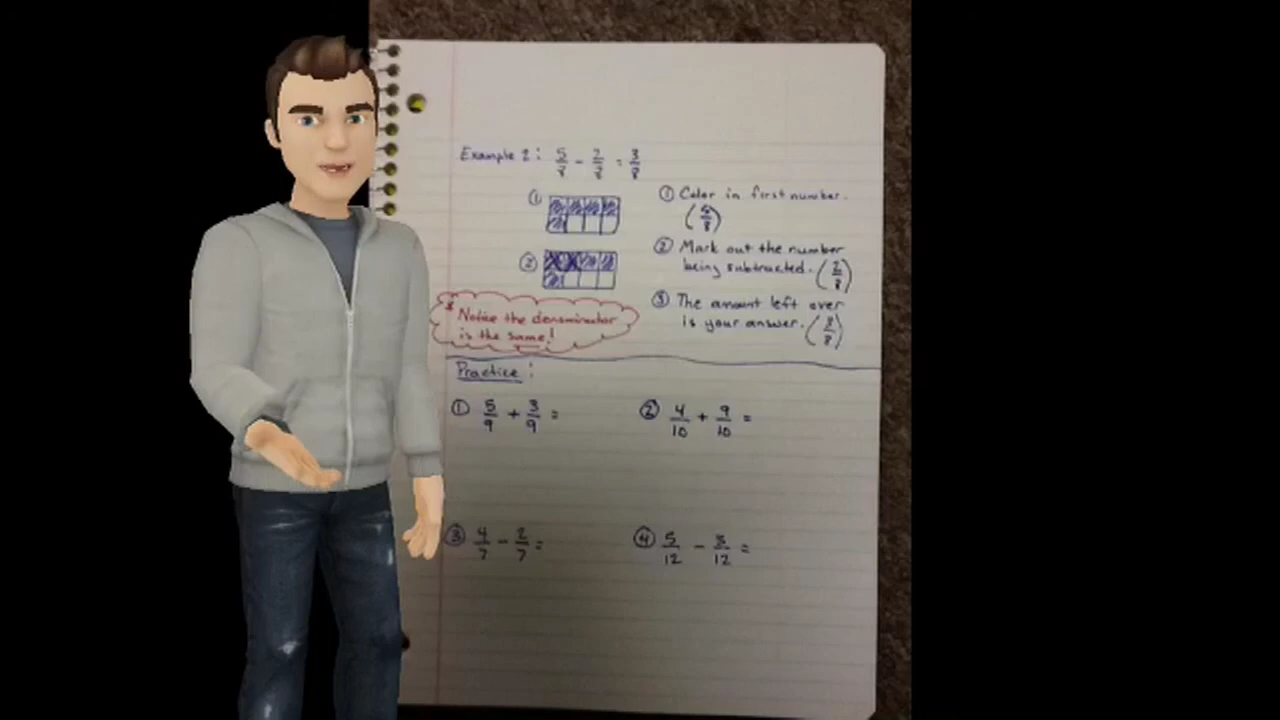 Example 2: 5/8 - 2/8 = 3/8
① ① Color in first number.
(5/8)
② Mark out the number
② being subtracted. (2/8)
③ The amount left over
is your answer. (3/8)
* Notice the denominator
is the same!
Practice:
① 5/9 + 3/9 = ② 4/10 + 9/10 =
③ 4/7 - 2/7 = ④ 5/12 - 3/12 =